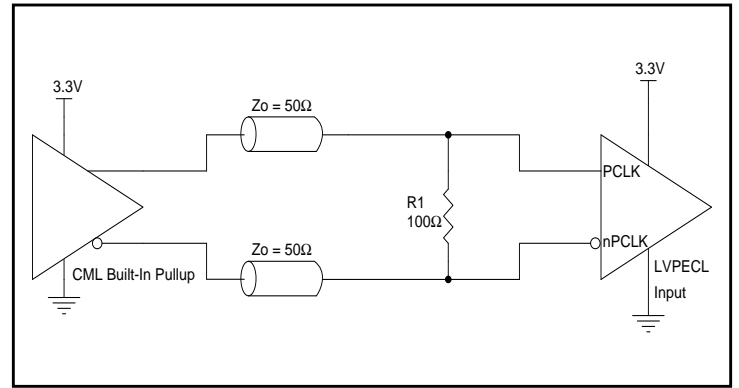 3.3V
3.3V
Zo = 50Ω
PCLK
R1
100Ω
Zo = 50Ω
nPCLK
CML Built-In Pullup
LVPECL
Input